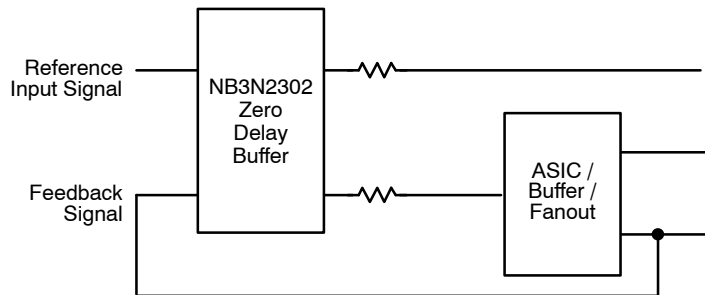 Reference
Input Signal
NB3N2302
Zero
Delay
Buffer
Feedback
Signal
ASIC /
Buffer /
Fanout